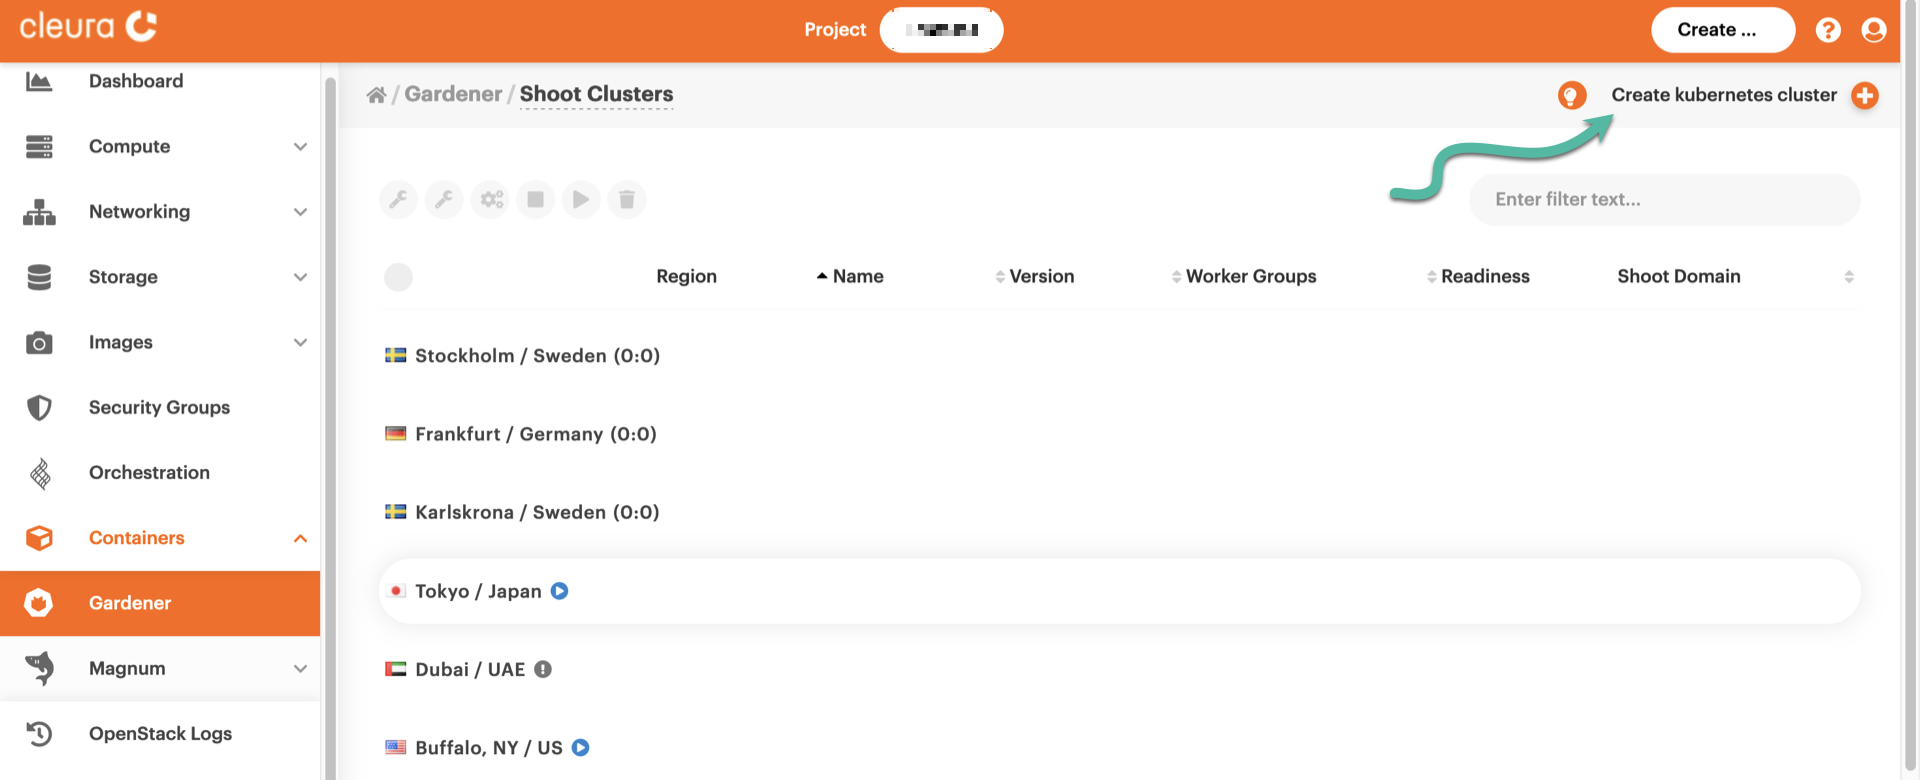 cleura
Project
Create ...
Dashboard
Gardener / Shoot Clusters
Create kubernetes cluster
Compute
Networking
Enter filter text...
Storage
Region Name Version Worker Groups Readiness Shoot Domain
Images
Stockholm / Sweden (0:0)
Security Groups
Frankfurt / Germany (0:0)
Orchestration
Karlskrona / Sweden (0:0)
Containers
Tokyo / Japan
Gardener
Magnum
Dubai / UAE
OpenStack Logs
Buffalo, NY / US